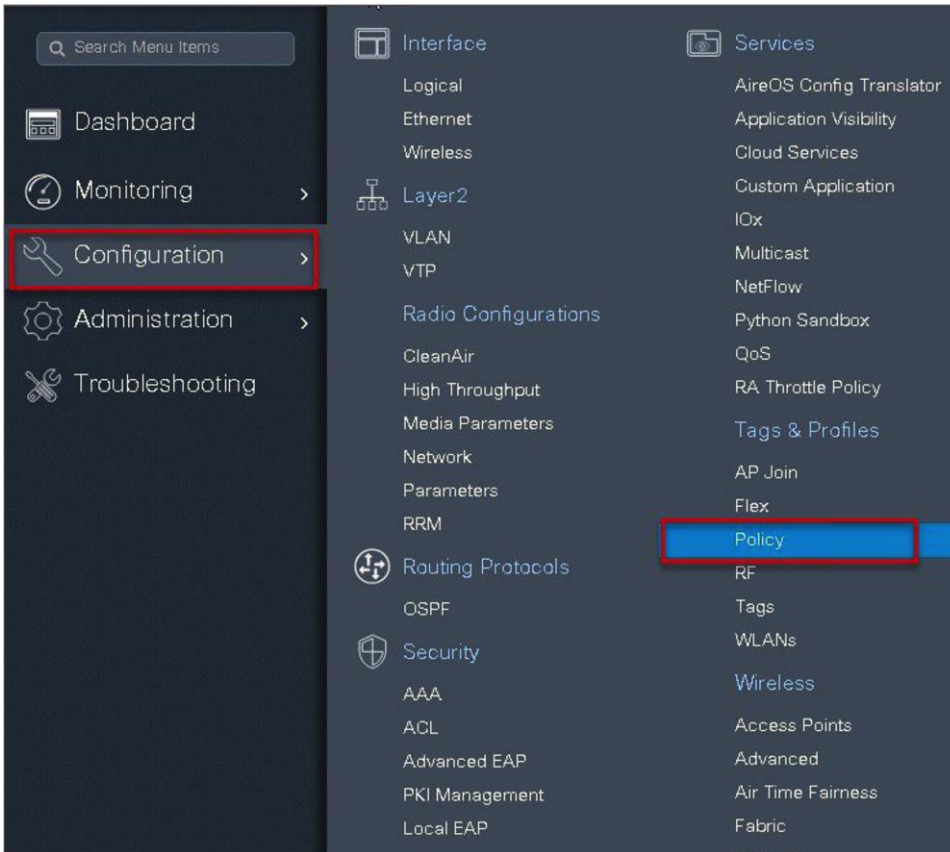 Search Menu Items
Dashboard
Monitoring
Configuration
Administration
Troubleshooting
Interface
Logical
Ethernet
Wireless
Layer2
VLAN
VTP
Radio Configurations
CleanAir
High Throughput
Media Parameters
Network
Parameters
RRM
Routing Protocols
OSPF
Security
AAA
ACL
Advanced EAP
PKI Management
Local EAP
Services
AireOS Config Translator
Application Visibility
Cloud Services
Custom Application
IOx
Multicast
NetFlow
Python Sandbox
QoS
RA Throttle Policy
Tags & Profiles
AP Join
Flex
Policy
RF
Tags
WLANs
Wireless
Access Points
Advanced
Air Time Fairness
Fabric